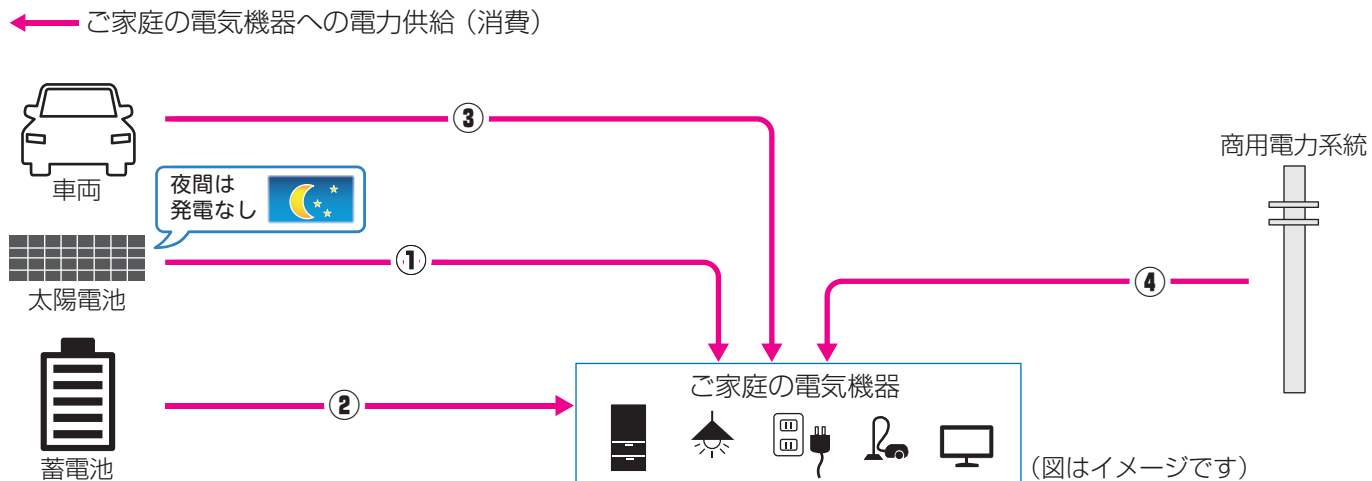 ご家庭の電気機器への電力供給（消費）
③
商用電力系統
車両
夜間は
発電なし
①
太陽電池
④
ご家庭の電気機器
②
蓄電池
（図はイメージです）